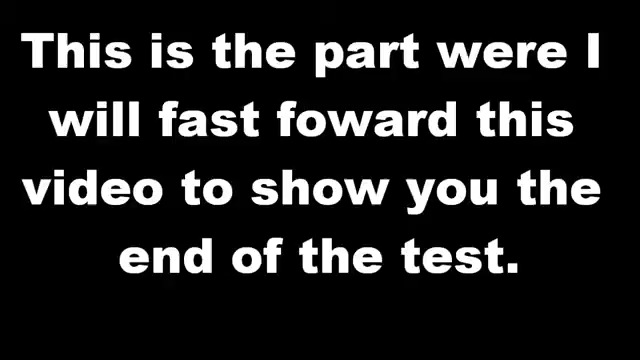 This is the part were I
will fast foward this
video to show you the
end of the test.